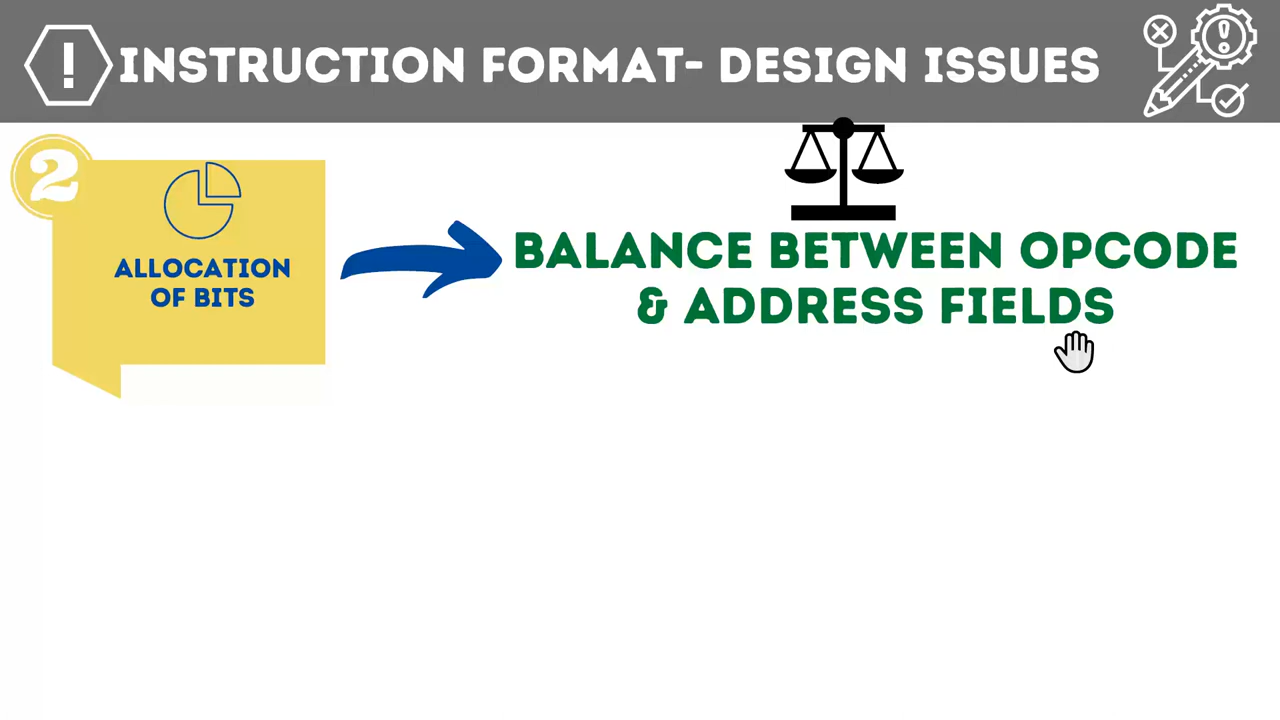 INSTRUCTION FORMAT- DESIGN ISSUES
2
ALLOCATION
OF BITS
BALANCE BETWEEN OPCODE
& ADDRESS FIELDS